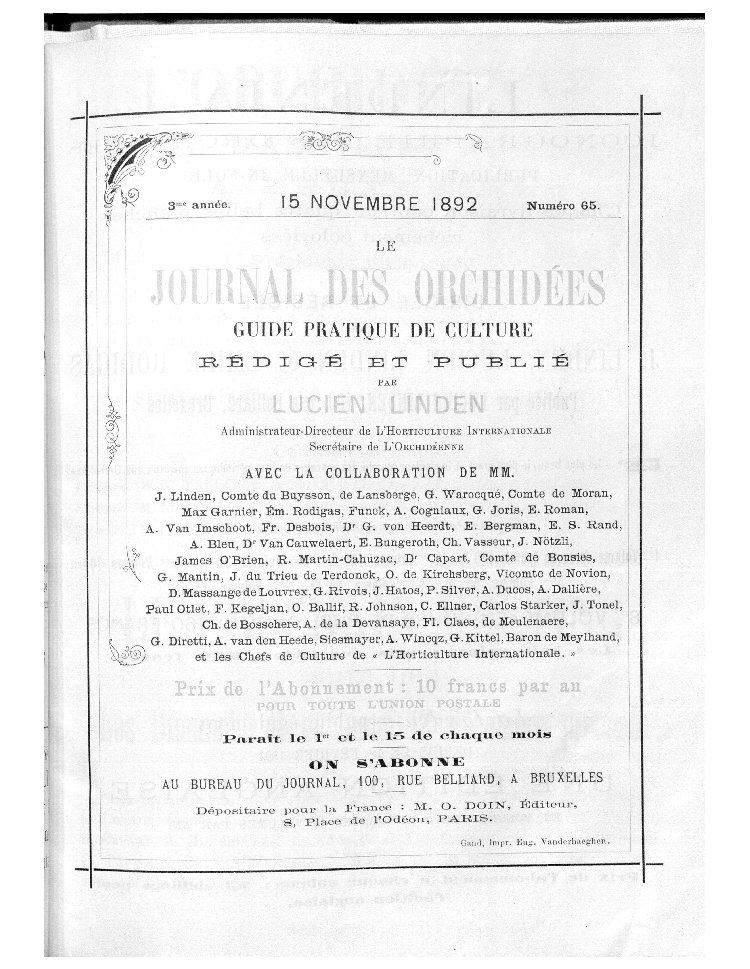 3me année. 15 NOVEMBRE 1892 Numéro 65.
LE
JOURNAL DES ORCHIDÉES
GUIDE PRATIQUE DE CULTURE
RÉDIGÉ ET PUBLIÉ
PAR
LUCIEN LINDEN
Administrateur-Directeur de L'HORTICULTURE INTERNATIONALE
Secrétaire de L'ORCHIDÉENNE
AVEC LA COLLABORATION DE MM.
J. Linden, Comte du Buysson, de Lansberge, G. Warocqué, Comte de Moran,
Max Garnier, Ém. Rodigas, Funck, A. Cogniaux, G. Joris, E. Roman,
A. Van Imschoot, Fr. Desbois, Dr G. von Heerdt, E. Bergman, E. S. Rand,
A. Bleu, Dr Van Cauwelaert, E. Bungeroth, Ch. Vasseur, J. Nötzli,
James O'Brien, R. Martin-Cahuzac, Dr Capart, Comte de Bousies,
G. Mantin, J. du Trieu de Terdonck, O. de Kirchsberg, Vicomte de Novion,
D. Massange de Louvrex, G. Rivois, J. Hatos, P. Silver, A. Ducos, A. Dallière,
Paul Otlet, F. Kegeljan, O. Ballif, R. Johnson, C. Ellner, Carlos Starker, J. Tonel,
Ch. de Bosschere, A. de la Devansaye, Fl. Claes, de Meulenaere,
G. Diretti, A. van den Heede, Siesmayer, A. Wincqz, G. Kittel, Baron de Meylhand,
et les Chefs de Culture de « L'Horticulture Internationale. »
Prix de l'Abonnement : 10 francs par an
POUR TOUTE L'UNION POSTALE
Paraît le 1er et le 15 de chaque mois
ON S'ABONNE
AU BUREAU DU JOURNAL, 100, RUE BELLIARD, A BRUXELLES
Dépositaire pour la France : M. O. DOIN, Éditeur,
8, Place de l'Odéon, PARIS.
Gand, Impr. Eug. Vanderhaeghen.